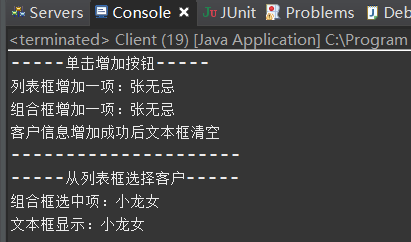 Servers Console JUnit Problems Deb
<terminated> Client (19) [Java Application] C:\Program
-----单击增加按钮-----
列表框增加一项：张无忌
组合框增加一项：张无忌
客户信息增加成功后文本框清空
----------------------
-----从列表框选择客户-----
组合框选中项：小龙女
文本框显示：小龙女